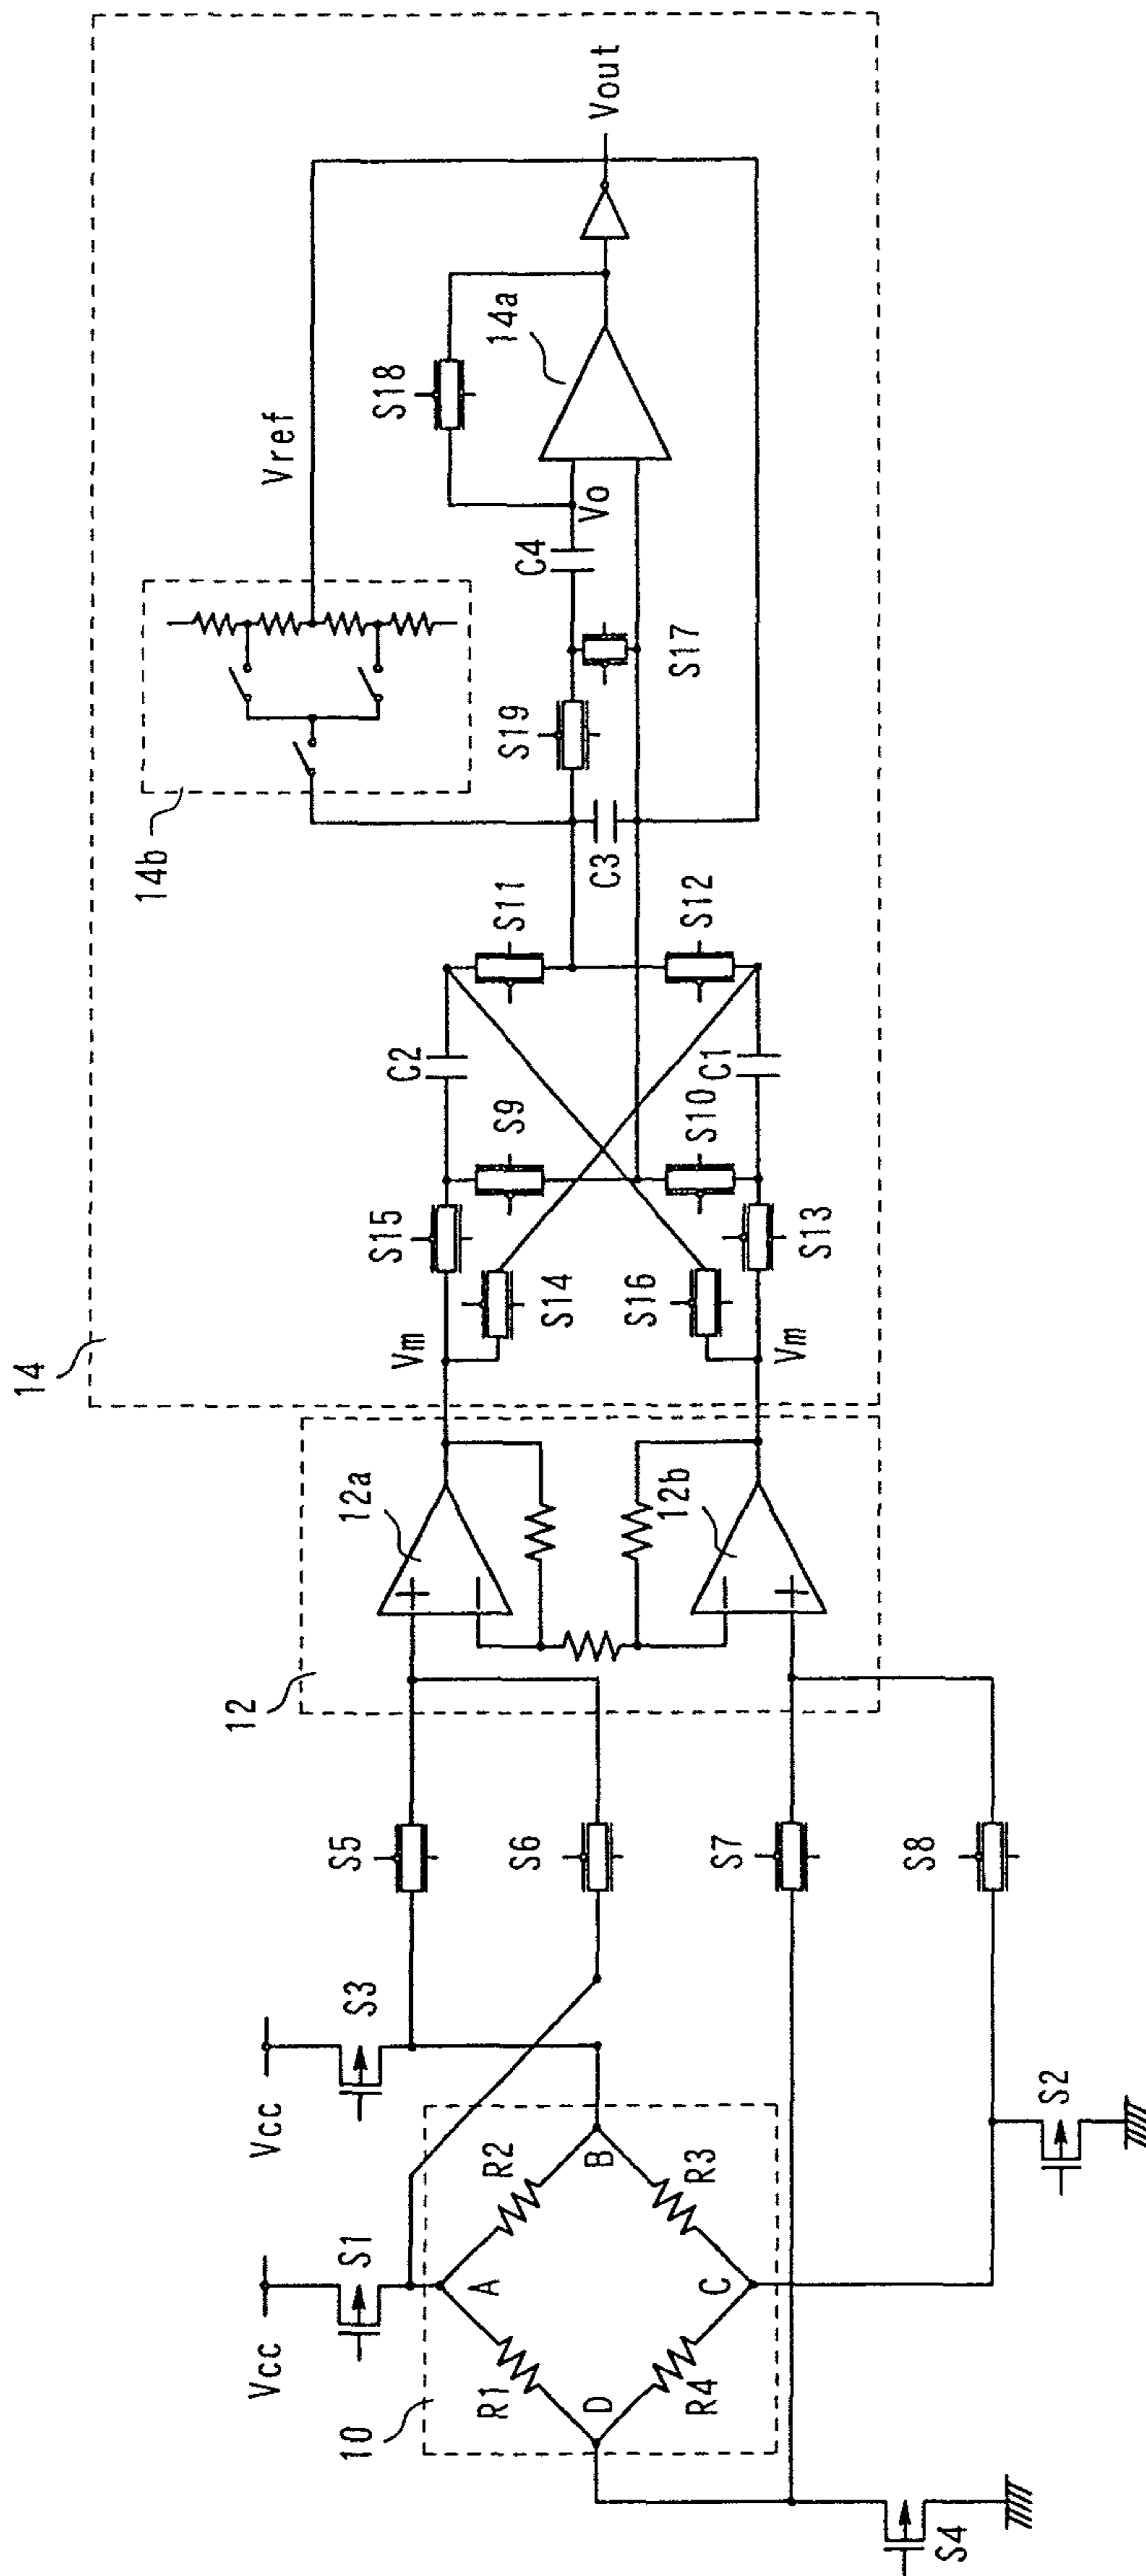 14
14b
Vref
Vout
S18
14a
Vo
C4
S17
S19
C3
S11
S12
C2
C1
S9
S10
S15
S13
S14
S16
Vm
Vm
12
12a
12b
+
−
−
+
S5
S6
S7
S8
Vcc
S3
Vcc
S1
S2
S4
10
A
B
C
D
R1
R2
R3
R4